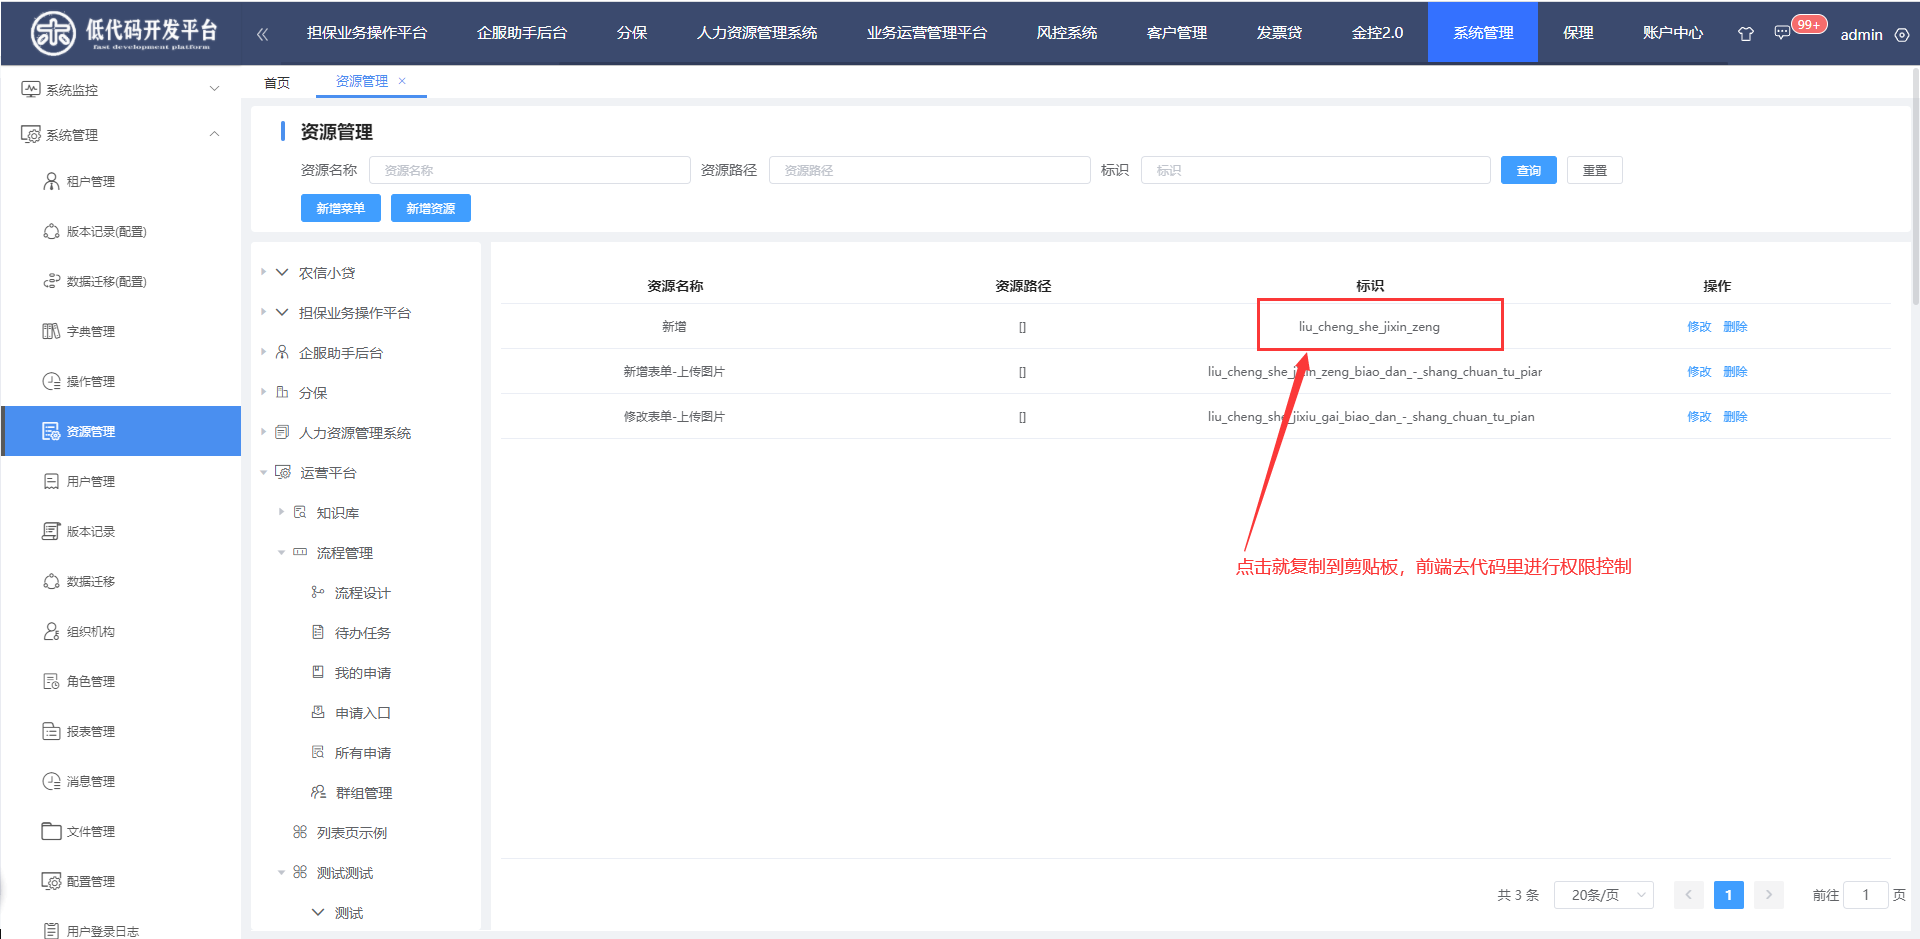 低代码开发平台
fast development platform
担保业务操作平台 企服助手后台 分保 人力资源管理系统 业务运营管理平台 风控系统 客户管理 发票贷 金控2.0 系统管理 保理 账户中心 99+ admin
首页 资源管理
系统监控
系统管理
租户管理
版本记录(配置)
数据迁移(配置)
字典管理
操作管理
资源管理
用户管理
版本记录
数据迁移
组织机构
角色管理
报表管理
消息管理
文件管理
配置管理
用户登录日志
资源管理
资源名称 资源名称 资源路径 资源路径 标识 标识 查询 重置
新增菜单 新增资源
农信小贷
担保业务操作平台
企服助手后台
分保
人力资源管理系统
运营平台
知识库
流程管理
流程设计
待办任务
我的申请
申请入口
所有申请
群组管理
列表页示例
测试测试
测试
资源名称 资源路径 标识 操作
新增 [] liu_cheng_she_jixin_zeng 修改 删除
新增表单-上传图片 [] liu_cheng_she_jixin_zeng_biao_dan_-_shang_chuan_tu_piar 修改 删除
修改表单-上传图片 [] liu_cheng_she_jixiu_gai_biao_dan_-_shang_chuan_tu_pian 修改 删除
点击就复制到剪贴板，前端去代码里进行权限控制
共 3 条 20条/页 1 前往 1 页